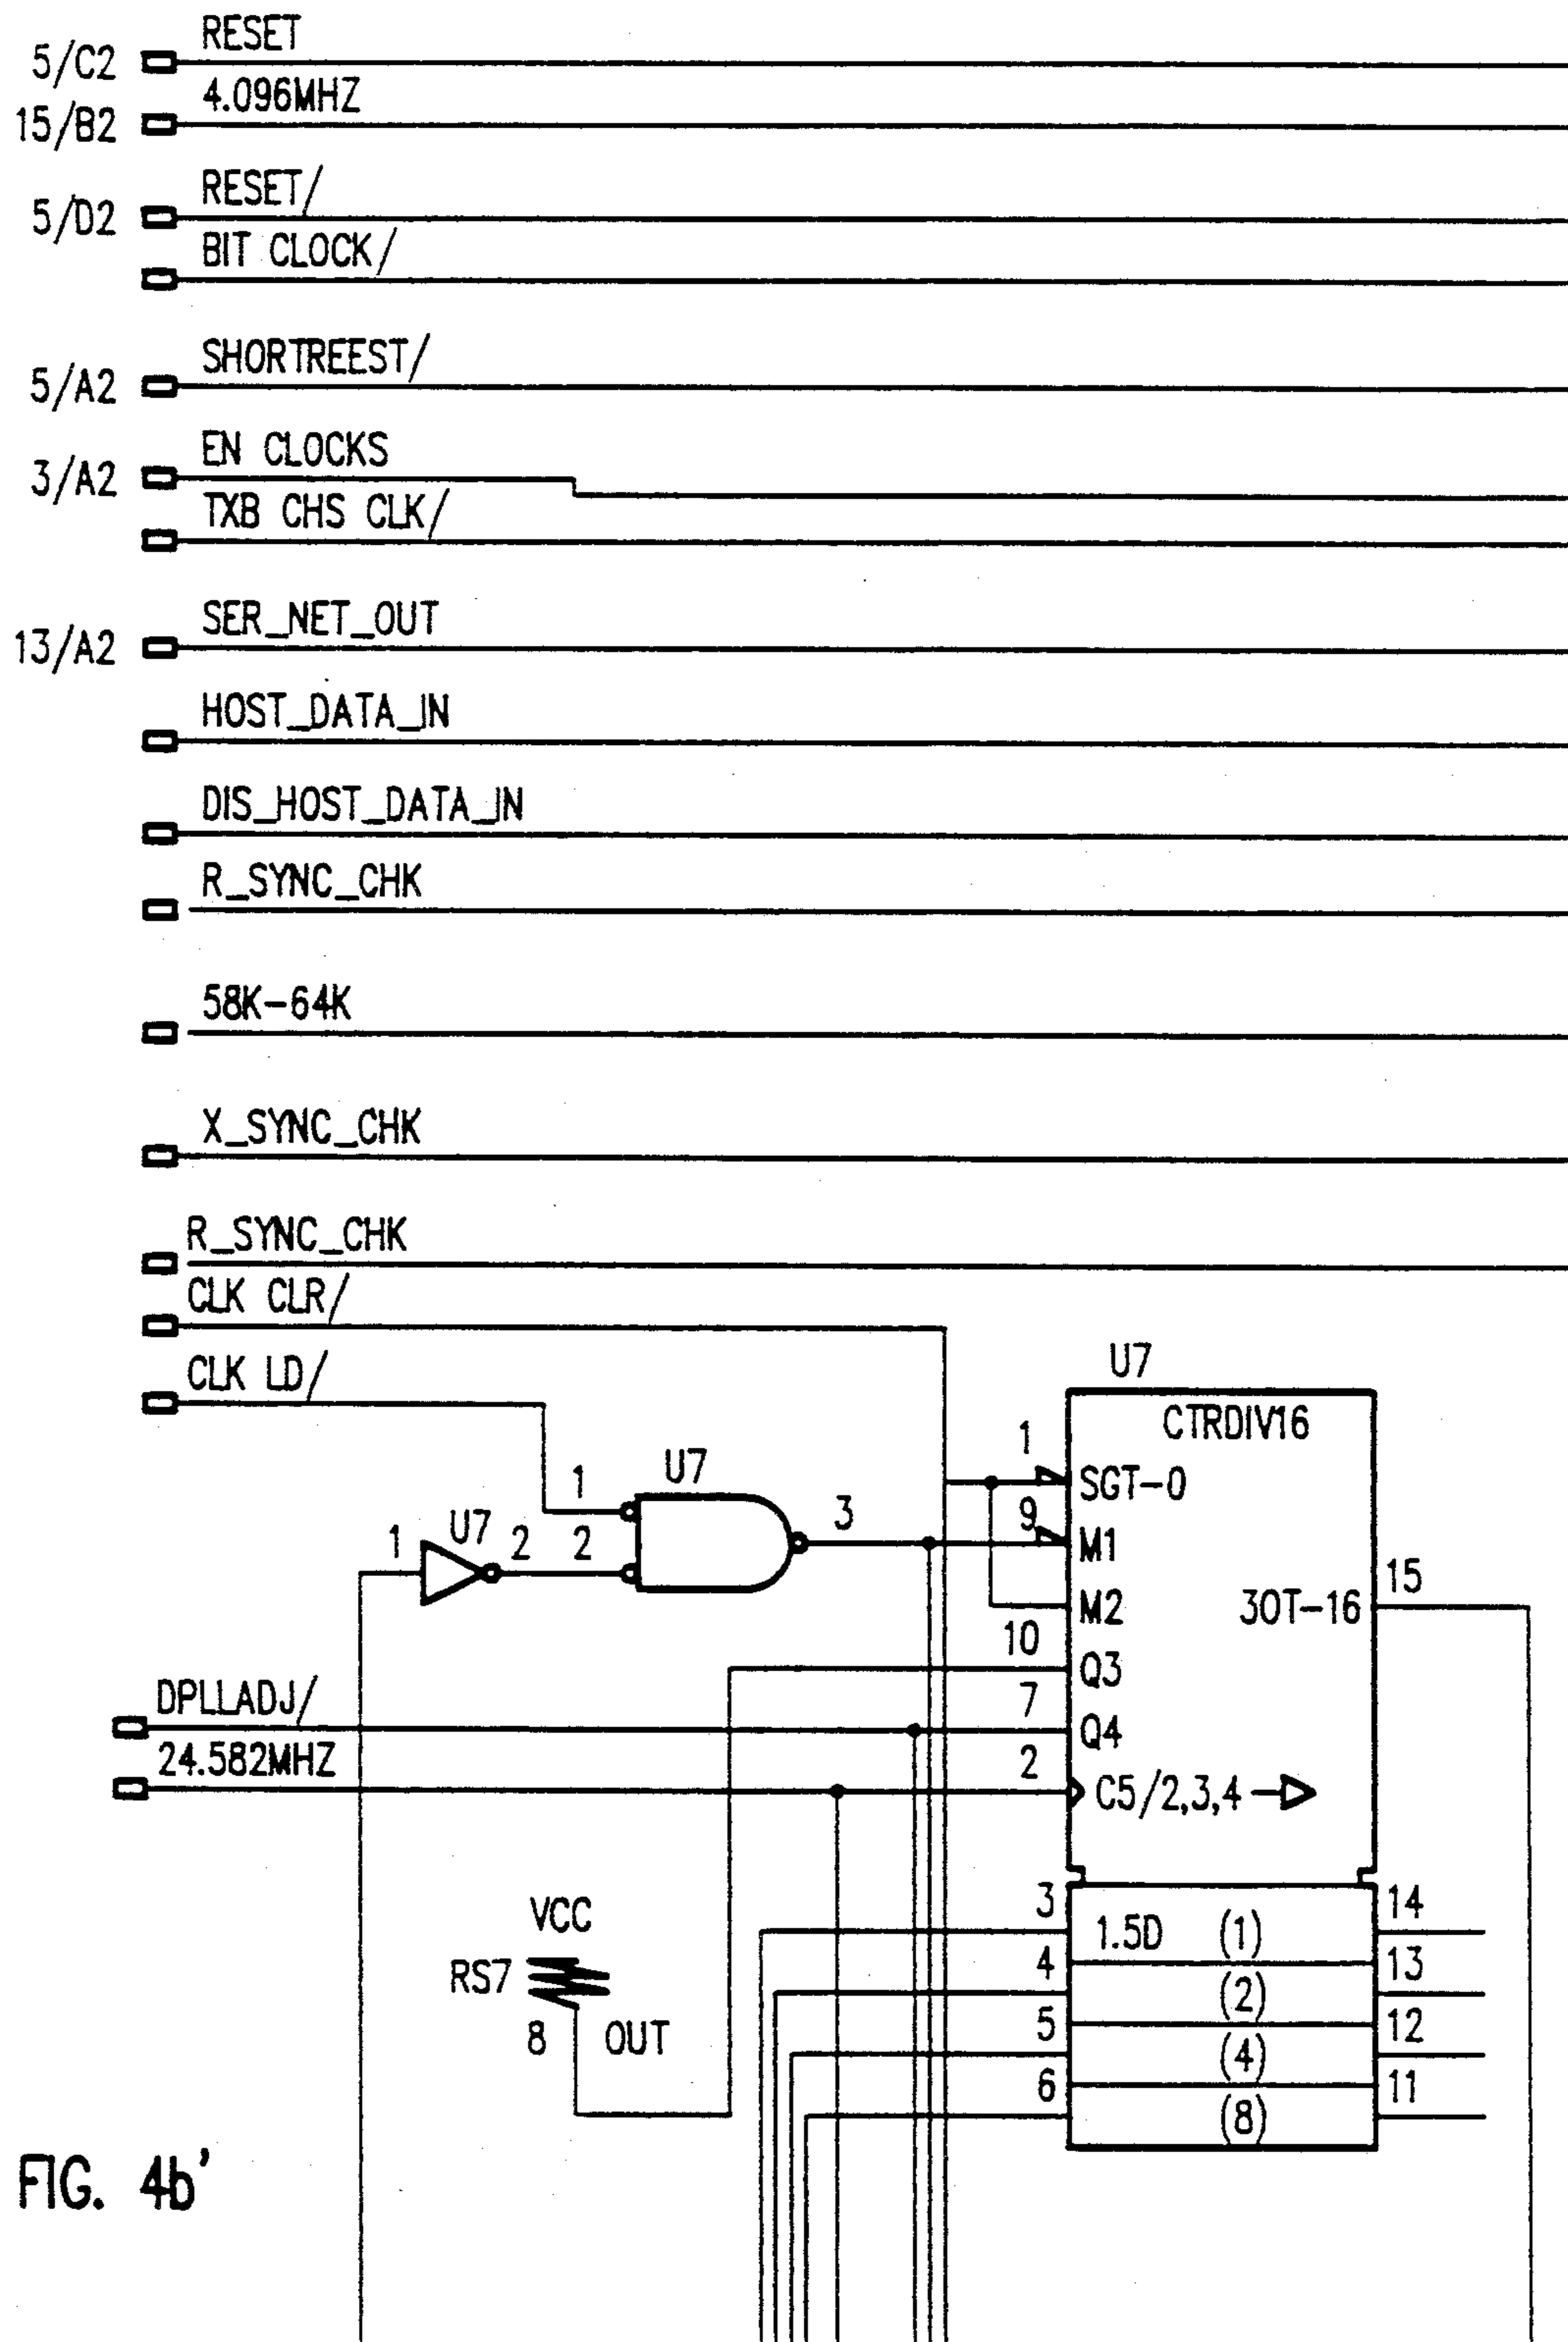 RESET
5/C2
4.096MHZ
15/B2
RESET/
5/D2
BIT CLOCK/
SHORTREEST/
5/A2
EN CLOCKS
3/A2
TXB CHS CLK/
SER_NET_OUT
13/A2
HOST_DATA_IN
DIS_HOST_DATA_IN
R_SYNC_CHK
58K-64K
X_SYNC_CHK
R_SYNC_CHK
CLK CLR/
CLK LD/
U7
CTRDIV16
1
SGT-0
U7
1
3
9
M1
U7
1
2
2
M2
3OT-16
15
10
Q3
DPLLADJ/
7
Q4
24.582MHZ
2
C5/2,3,4
VCC
RS7
8 OUT
3
1.5D (1)
14
4
(2)
13
5
(4)
12
6
(8)
11
FIG. 4b'